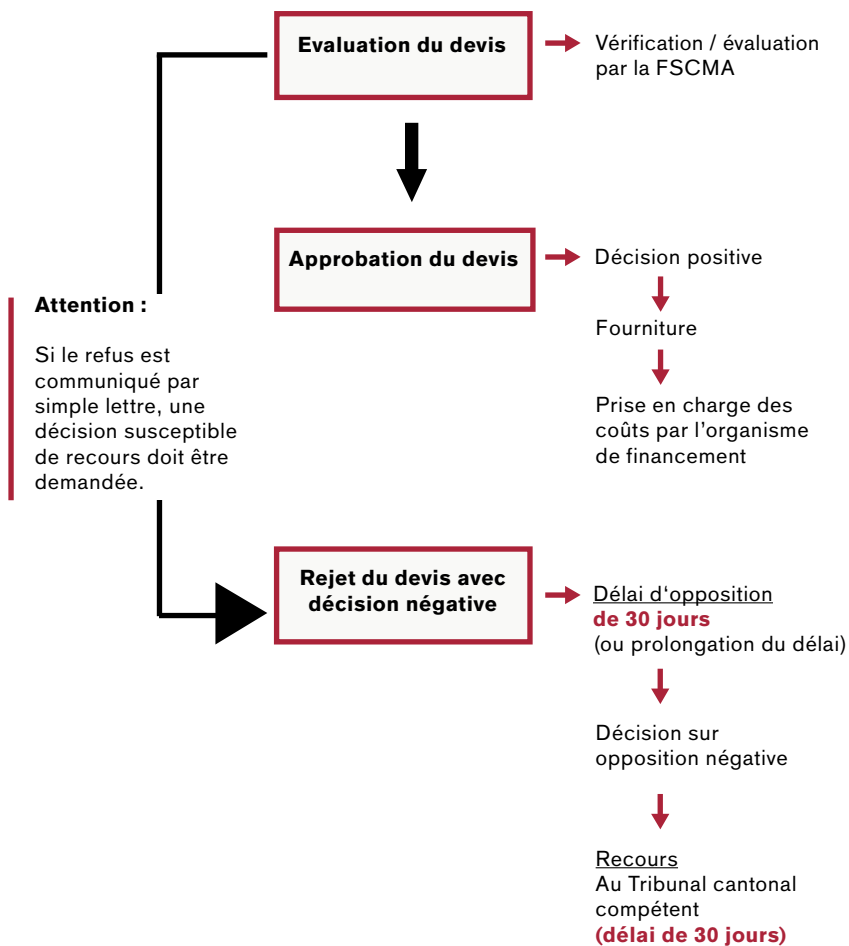 Evaluation du devis
Vérification / évaluation
par la FSCMA
Approbation du devis
Décision positive
Fourniture
Prise en charge des
coûts par l'organisme
de financement
Attention :
Si le refus est
communiqué par
simple lettre, une
décision susceptible
de recours doit être
demandée.
Rejet du devis avec
décision négative
Délai d‘opposition
de 30 jours
(ou prolongation du délai)
Décision sur
opposition négative
Recours
Au Tribunal cantonal
compétent
(délai de 30 jours)